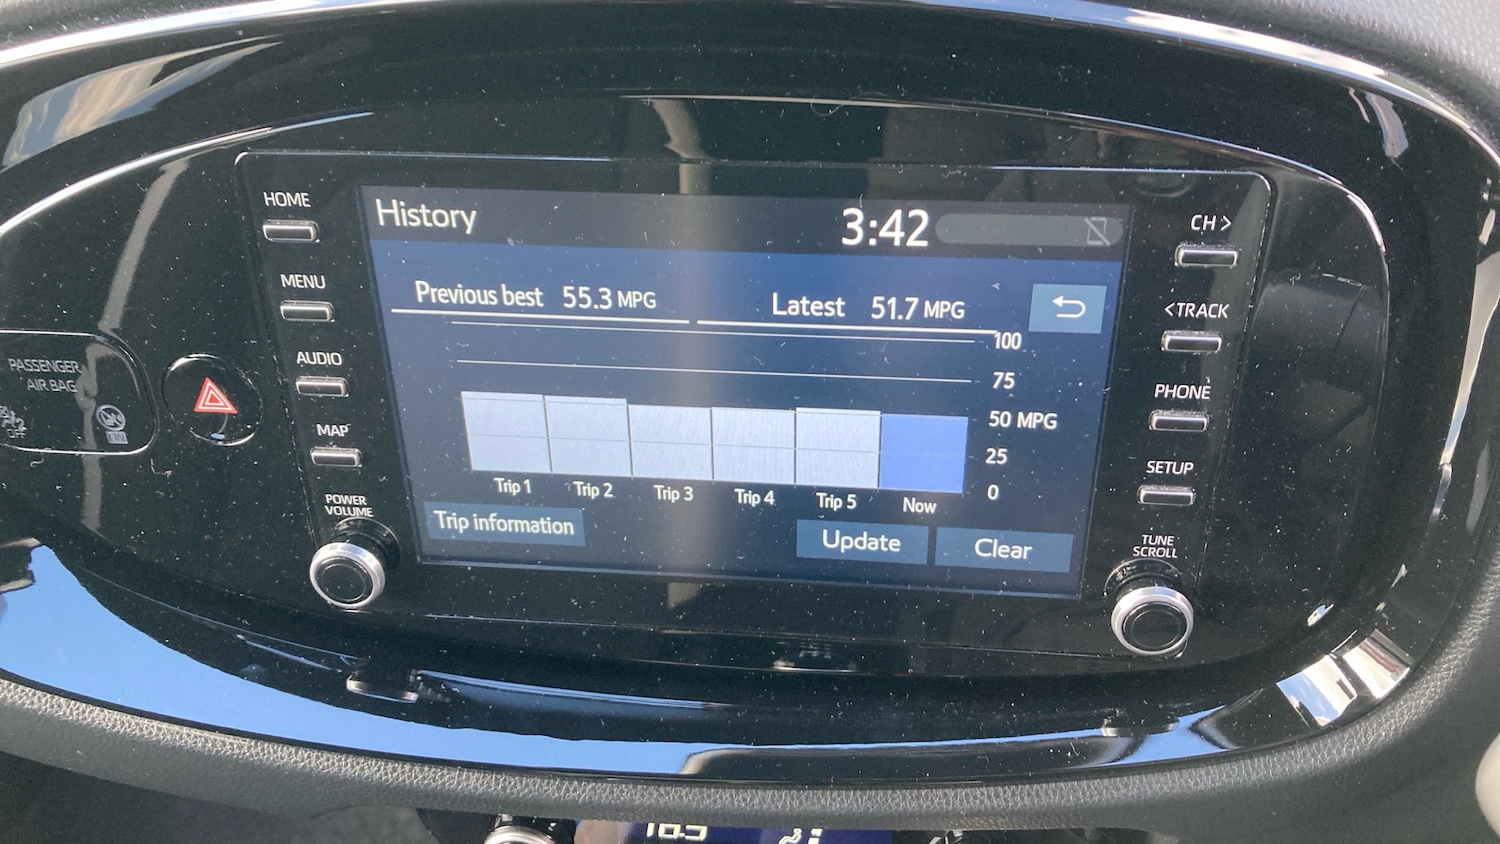 HOME
MENU
AUDIO
MAP
POWER
VOLUME
PASSENGER
AIR BAG
OFF
ON
History
3:42
Previous best 55.3 MPG
Latest 51.7 MPG
100
75
50 MPG
25
0
Trip 1
Trip 2
Trip 3
Trip 4
Trip 5
Now
Trip information
Update
Clear
CH >
< TRACK
PHONE
SETUP
TUNE
SCROLL